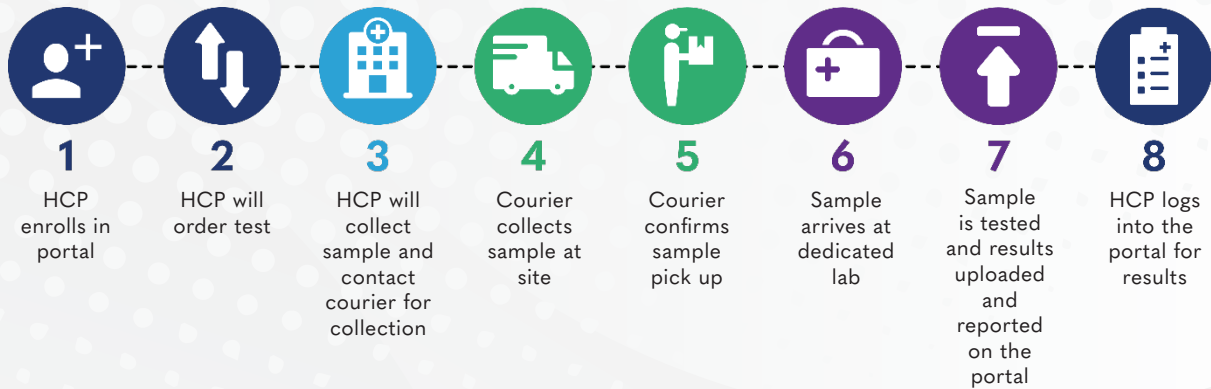 1
HCP
enrolls in
portal
2
HCP will
order test
3
HCP will
collect
sample and
contact
courier for
collection
4
Courier
collects
sample at
site
5
Courier
confirms
sample
pick up
6
Sample
arrives at
dedicated
lab
7
Sample
is tested
and results
uploaded
and
reported
on the
portal
8
HCP logs
into the
portal for
results